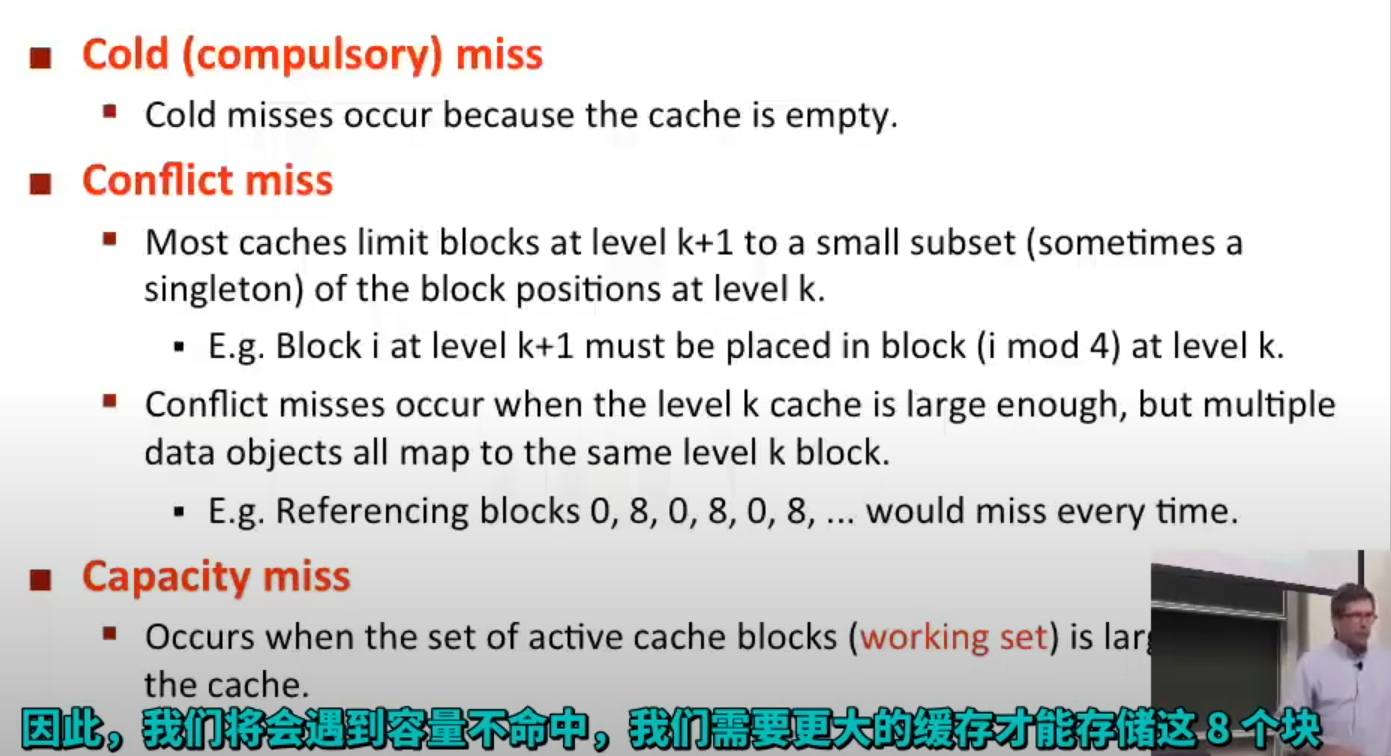 Cold (compulsory) miss
Cold misses occur because the cache is empty.
Conflict miss
Most caches limit blocks at level k+1 to a small subset (sometimes a
singleton) of the block positions at level k.
E.g. Block i at level k+1 must be placed in block (i mod 4) at level k.
Conflict misses occur when the level k cache is large enough, but multiple
data objects all map to the same level k block.
E.g. Referencing blocks 0, 8, 0, 8, 0, 8, ... would miss every time.
Capacity miss
Occurs when the set of active cache blocks (working set) is
the cache.
因此，我们将会遇到容量不命中，我们需要更大的缓存才能存储这 8 个块